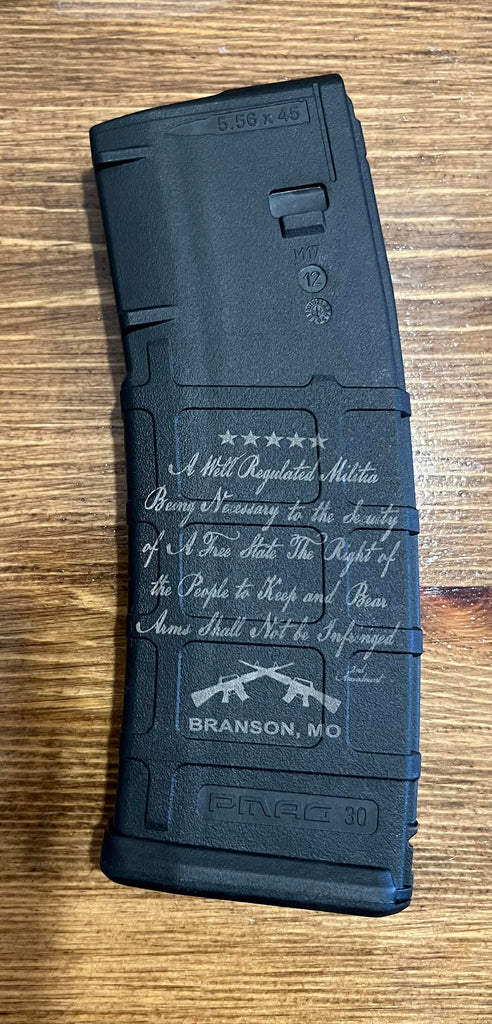 5.56 x 45
M17
12
A Well Regulated Militia
Being Necessary to the Security
of A Free State The Right of
the People to Keep and Bear
Arms Shall Not be Infringed
2nd
Amendment
BRANSON, MO
PMAG 30